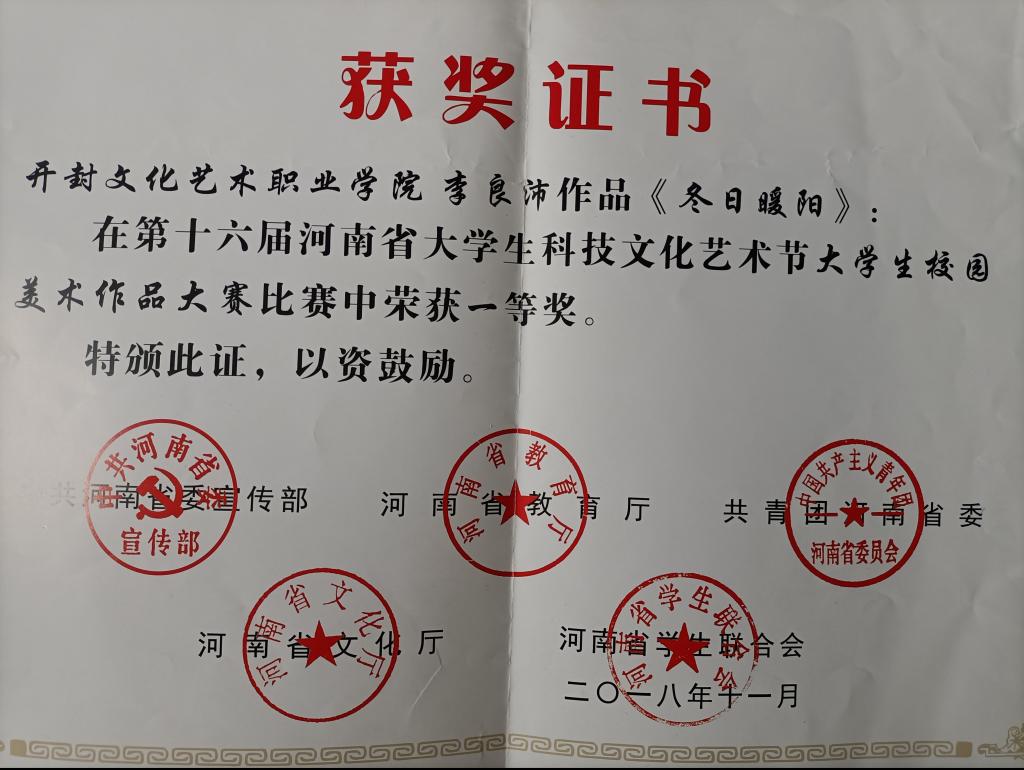 获奖证书
开封文化艺术职业学院 李良沛作品《冬日暖阳》:
在第十六届河南省大学生科技文化艺术节大学生校园
美术作品大赛比赛中荣获一等奖。
特颁此证,以资鼓励。
中共河南省委
宣传部
共河南省委宣传部
河南省教育厅
河南省教育厅
中国共产主义青年团
河南省委员会
共青团河南省委
河南省文化厅
河南省文化厅
河南省学生联合会
河南省学生联合会
二〇一八年十一月